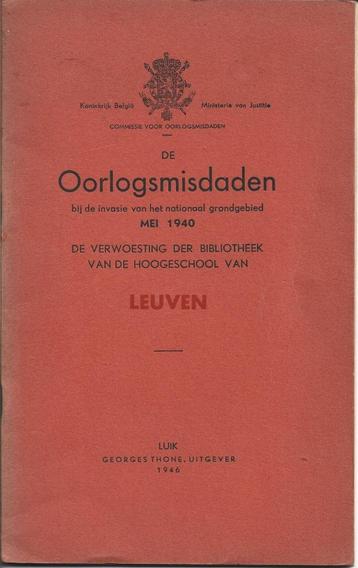 Koninkrijk België Ministerie van Justitie
COMMISSIE VOOR OORLOGSMISDADEN
DE
Oorlogsmisdaden
bij de invasie van het nationaal grondgebied
MEI 1940
DE VERWOESTING DER BIBLIOTHEEK
VAN DE HOOGESCHOOL VAN
LEUVEN
LUIK
GEORGES THONE, UITGEVER
1946